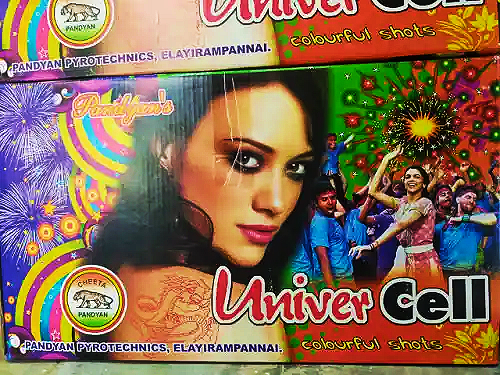 PANDYAN
Univer Cell
colourful shots
PANDYAN PYROTECHNICS, ELAYIRAMPANNAI.
Pandyan's
CHEETA
PANDYAN
Univer Cell
PANDYAN PYROTECHNICS, ELAYIRAMPANNAI.
colourful shots